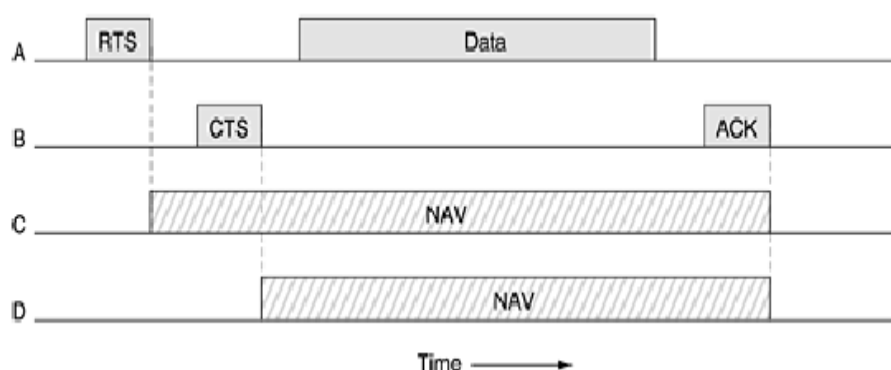 A RTS Data
B CTS ACK
C NAV
D NAV
Time